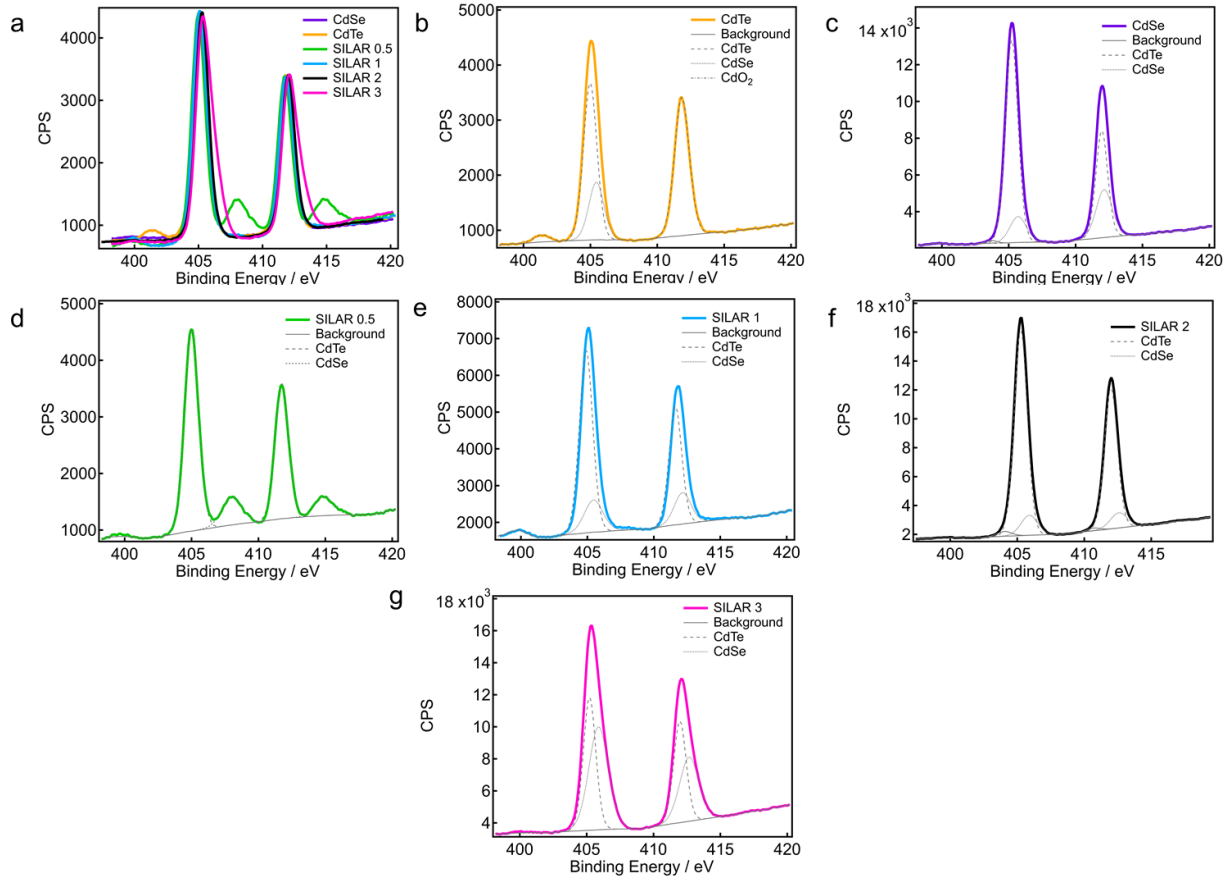 a
CdSe
CdTe
SILAR 0.5
SILAR 1
SILAR 2
SILAR 3
4000
3000
2000
1000
CPS
400
405
410
415
420
Binding Energy / eV
b
CdTe
Background
CdTe
CdSe
CdO2
5000
4000
3000
2000
1000
CPS
400
405
410
415
420
Binding Energy / eV
c
CdSe
Background
CdTe
CdSe
14 x10³
12
10
8
6
4
CPS
400
405
410
415
420
Binding Energy / eV
d
SILAR 0.5
Background
CdTe
CdSe
5000
4000
3000
2000
1000
CPS
400
405
410
415
420
Binding Energy / eV
e
SILAR 1
Background
CdTe
CdSe
8000
7000
6000
5000
4000
3000
2000
CPS
400
405
410
415
420
Binding Energy / eV
f
SILAR 2
CdTe
CdSe
18 x10³
16
14
12
10
8
6
4
2
CPS
400
405
410
415
Binding Energy / eV
g
SILAR 3
Background
CdTe
CdSe
18 x10³
16
14
12
10
8
6
4
CPS
400
405
410
415
420
Binding Energy / eV